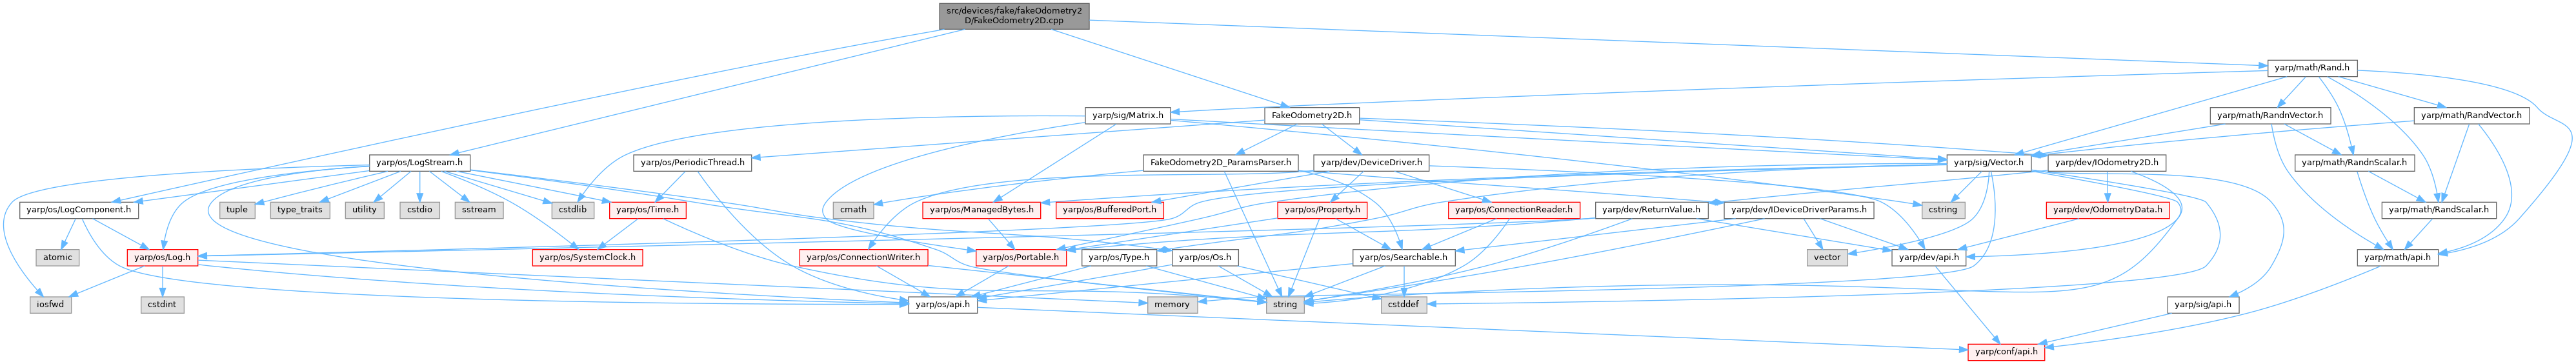 src/devices/fake/fakeOdometry2
D/FakeOdometry2D.cpp
yarp/math/Rand.h
yarp/sig/Matrix.h
FakeOdometry2D.h
yarp/math/RandnVector.h
yarp/math/RandVector.h
yarp/os/LogStream.h
yarp/os/PeriodicThread.h
FakeOdometry2D_ParamsParser.h
yarp/dev/DeviceDriver.h
yarp/sig/Vector.h
yarp/dev/IOdometry2D.h
yarp/math/RandnScalar.h
yarp/os/LogComponent.h
tuple
type_traits
utility
cstdio
sstream
cstdlib
yarp/os/Time.h
cmath
yarp/os/ManagedBytes.h
yarp/os/BufferedPort.h
yarp/os/Property.h
yarp/os/ConnectionReader.h
yarp/dev/ReturnValue.h
yarp/dev/IDeviceDriverParams.h
cstring
yarp/dev/OdometryData.h
yarp/math/RandScalar.h
atomic
yarp/os/Log.h
yarp/os/SystemClock.h
yarp/os/ConnectionWriter.h
yarp/os/Portable.h
yarp/os/Type.h
yarp/os/Os.h
yarp/os/Searchable.h
vector
yarp/dev/api.h
yarp/math/api.h
iosfwd
cstdint
yarp/os/api.h
memory
string
cstddef
yarp/sig/api.h
yarp/conf/api.h